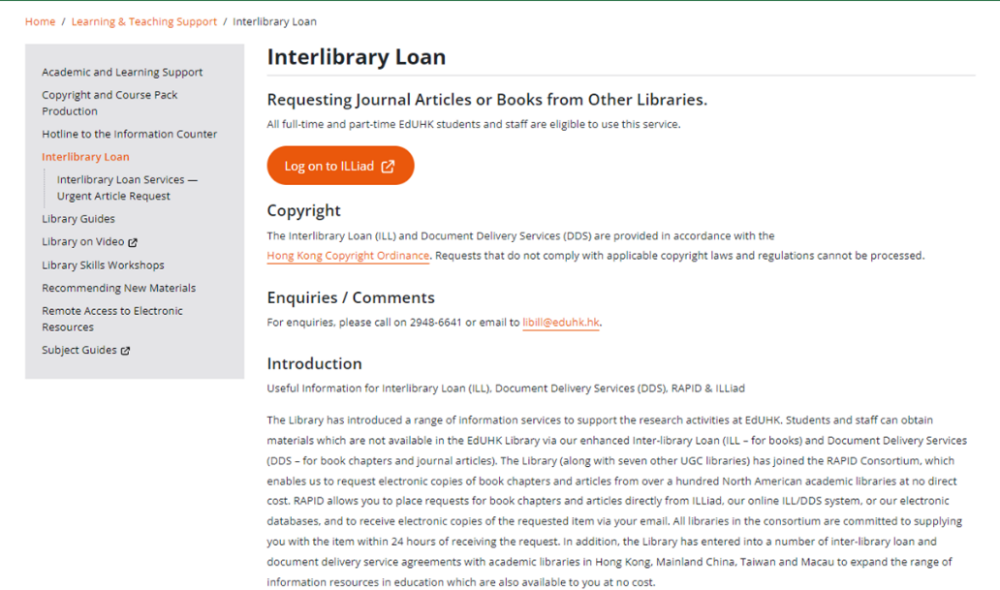 Home / Learning & Teaching Support / Interlibrary Loan
Academic and Learning Support
Copyright and Course Pack
Production
Hotline to the Information Counter
Interlibrary Loan
Interlibrary Loan Services —
Urgent Article Request
Library Guides
Library on Video
Library Skills Workshops
Recommending New Materials
Remote Access to Electronic
Resources
Subject Guides
Interlibrary Loan
Requesting Journal Articles or Books from Other Libraries.
All full-time and part-time EdUHK students and staff are eligible to use this service.
Log on to ILLiad
Copyright
The Interlibrary Loan (ILL) and Document Delivery Services (DDS) are provided in accordance with the
Hong Kong Copyright Ordinance. Requests that do not comply with applicable copyright laws and regulations cannot be processed.
Enquiries / Comments
For enquiries, please call on 2948-6641 or email to libill@eduhk.hk.
Introduction
Useful Information for Interlibrary Loan (ILL), Document Delivery Services (DDS), RAPID & ILLiad
The Library has introduced a range of information services to support the research activities at EdUHK. Students and staff can obtain
materials which are not available in the EdUHK Library via our enhanced Inter-library Loan (ILL – for books) and Document Delivery Services
(DDS – for book chapters and journal articles). The Library (along with seven other UGC libraries) has joined the RAPID Consortium, which
enables us to request electronic copies of book chapters and articles from over a hundred North American academic libraries at no direct
cost. RAPID allows you to place requests for book chapters and articles directly from ILLiad, our online ILL/DDS system, or our electronic
databases, and to receive electronic copies of the requested item via your email. All libraries in the consortium are committed to supplying
you with the item within 24 hours of receiving the request. In addition, the Library has entered into a number of inter-library loan and
document delivery service agreements with academic libraries in Hong Kong, Mainland China, Taiwan and Macau to expand the range of
information resources in education which are also available to you at no cost.